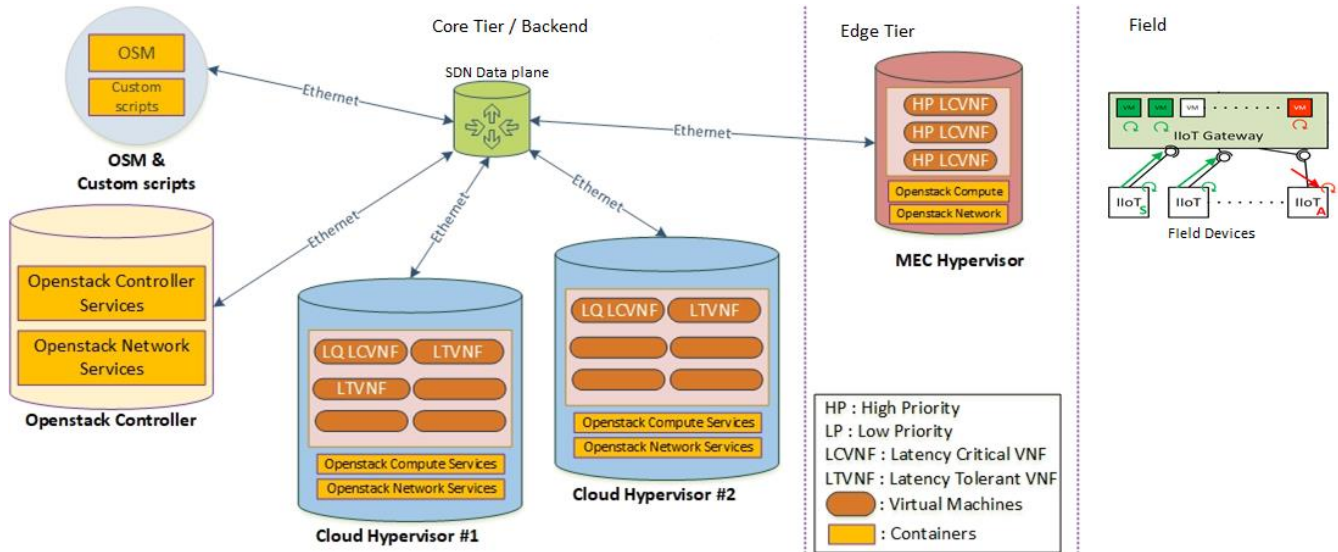 Core Tier / Backend
Edge Tier
Field
OSM
Custom
scripts
OSM &
Custom scripts
SDN Data plane
Ethernet
Ethernet
Ethernet
Ethernet
Ethernet
Openstack Controller
Services
Openstack Network
Services
Openstack Controller
LQ LCVNF
LTVNF
LTVNF
Openstack Compute Services
Openstack Network Services
Cloud Hypervisor #1
LQ LCVNF
LTVNF
Openstack Compute Services
Openstack Network Services
Cloud Hypervisor #2
HP LCVNF
HP LCVNF
HP LCVNF
Openstack Compute
Openstack Network
MEC Hypervisor
VM
VM
VM
VM
IIoT Gateway
IIoT S
IIoT
IIoT A
FIeld Devices
HP : High Priority
LP : Low Priority
LCVNF : Latency Critical VNF
LTVNF : Latency Tolerant VNF
: Virtual Machines
: Containers